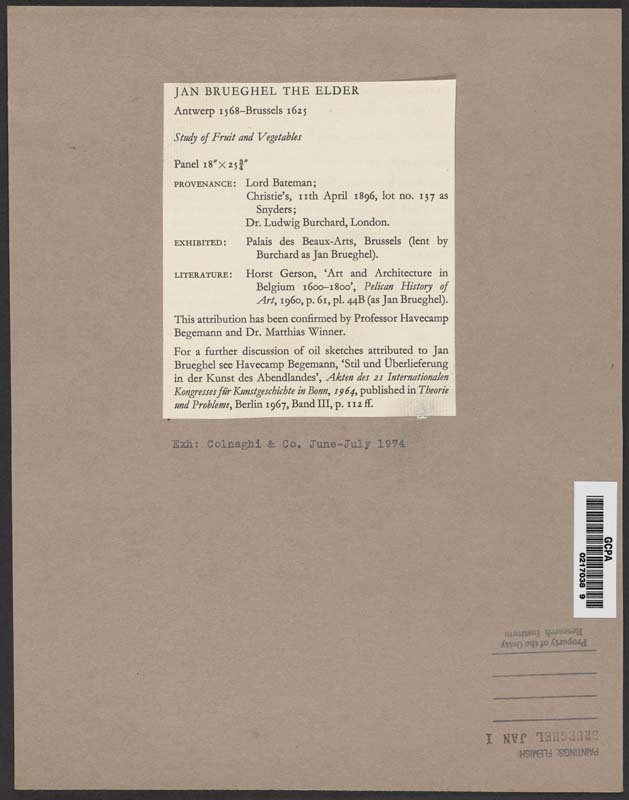 JAN BRUEGHEL THE ELDER
Antwerp 1568–Brussels 1625
Study of Fruit and Vegetables
Panel 18″ × 25¾″
PROVENANCE: Lord Bateman;
Christie's, 11th April 1896, lot no. 137 as
Snyders;
Dr. Ludwig Burchard, London.
EXHIBITED: Palais des Beaux-Arts, Brussels (lent by
Burchard as Jan Brueghel).
LITERATURE: Horst Gerson, 'Art and Architecture in
Belgium 1600–1800', Pelican History of
Art, 1960, p. 61, pl. 44B (as Jan Brueghel).
This attribution has been confirmed by Professor Havecamp
Begemann and Dr. Matthias Winner.
For a further discussion of oil sketches attributed to Jan
Brueghel see Havecamp Begemann, 'Stil und Überlieferung
in der Kunst des Abendlandes', Akten des 21 Internationalen
Kongresses für Kunstgeschichte in Bonn, 1964, published in Theorie
und Probleme, Berlin 1967, Band III, p. 112 ff.
Exh: Colnaghi & Co. June-July 1974
GCPA
0217038 9
Property of the Getty
Research Institute
BRUEGHEL JAN I
PAINTINGS: FLEMISH